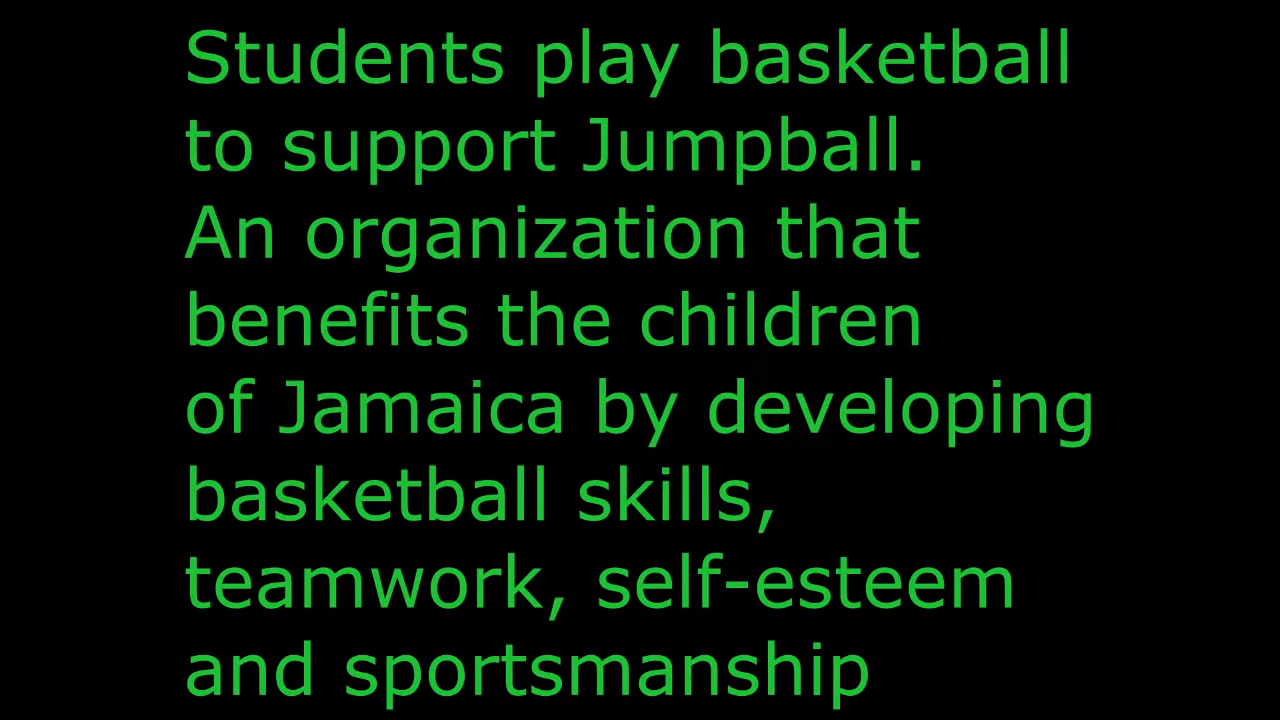 Students play basketball
to support Jumpball.
An organization that
benefits the children
of Jamaica by developing
basketball skills,
teamwork, self-esteem
and sportsmanship